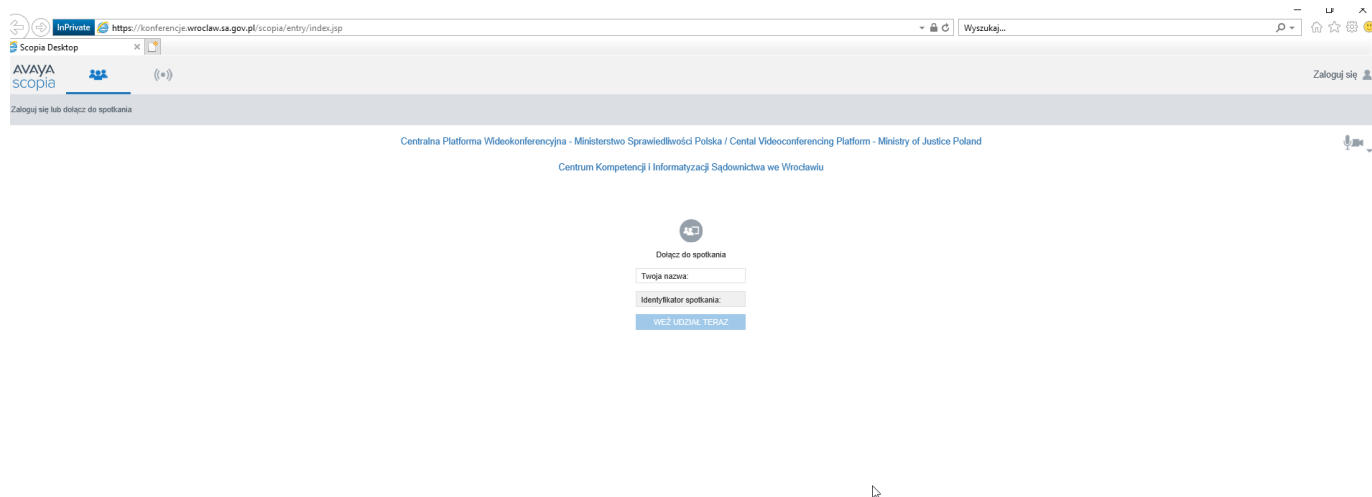 InPrivate https://konferencje.wroclaw.sa.gov.pl/scopia/entry/index.jsp Wyszukaj...
Scopia Desktop
AVAYA
scopia
Zaloguj się
Zaloguj się lub dołącz do spotkania
Centralna Platforma Wideokonferencyjna - Ministerstwo Sprawiedliwości Polska / Cental Videoconferencing Platform - Ministry of Justice Poland
Centrum Kompetencji i Informatyzacji Sądownictwa we Wrocławiu
Dołącz do spotkania
Twoja nazwa:
Identyfikator spotkania:
WEŹ UDZIAŁ TERAZ